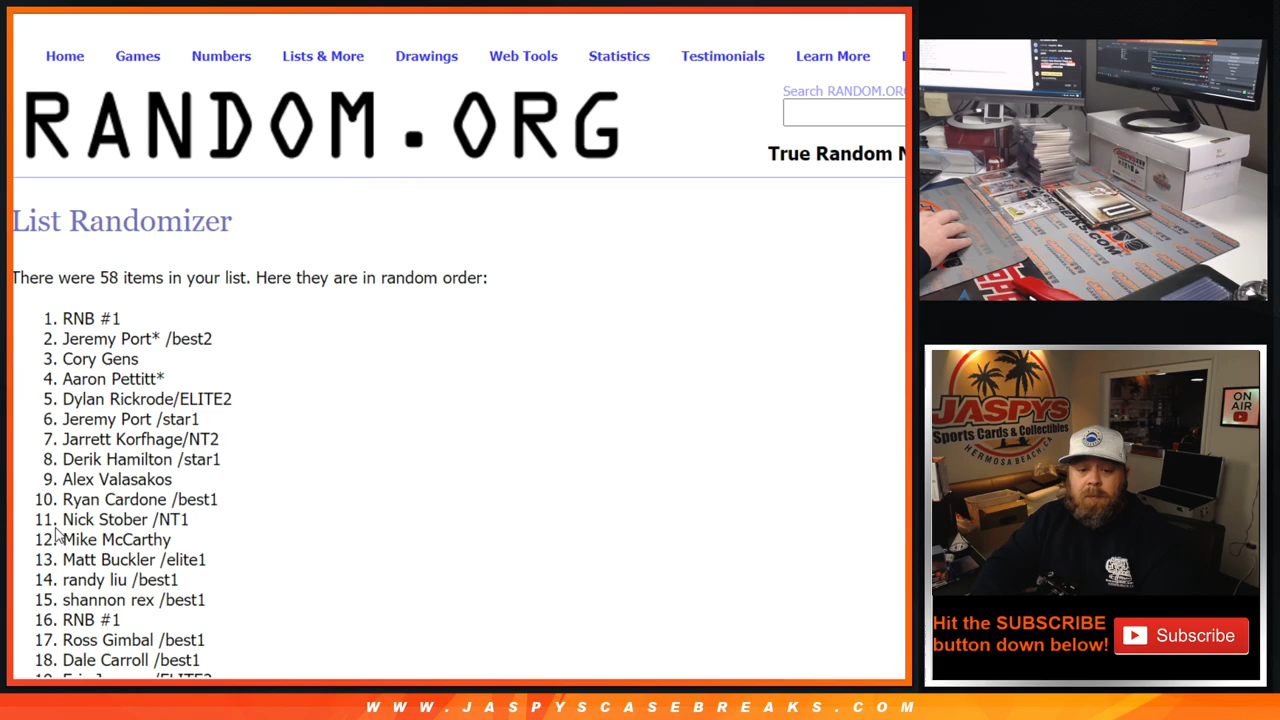 Home Games Numbers Lists & More Drawings Web Tools Statistics Testimonials Learn More
RANDOM.ORG
Search RANDOM.ORG
True Random N
List Randomizer
There were 58 items in your list. Here they are in random order:
1. RNB #1
2. Jeremy Port* /best2
3. Cory Gens
4. Aaron Pettitt*
5. Dylan Rickrode/ELITE2
6. Jeremy Port /star1
7. Jarrett Korfhage/NT2
8. Derik Hamilton /star1
9. Alex Valasakos
10. Ryan Cardone /best1
11. Nick Stober /NT1
12. Mike McCarthy
13. Matt Buckler /elite1
14. randy liu /best1
15. shannon rex /best1
16. RNB #1
17. Ross Gimbal /best1
18. Dale Carroll /best1
JASPYS
Sports Cards & Collectibles
HERMOSA BEACH, CA
ON
AIR
Hit the SUBSCRIBE
button down below!
Subscribe
WWW.JASPYSCASEBREAKS.COM